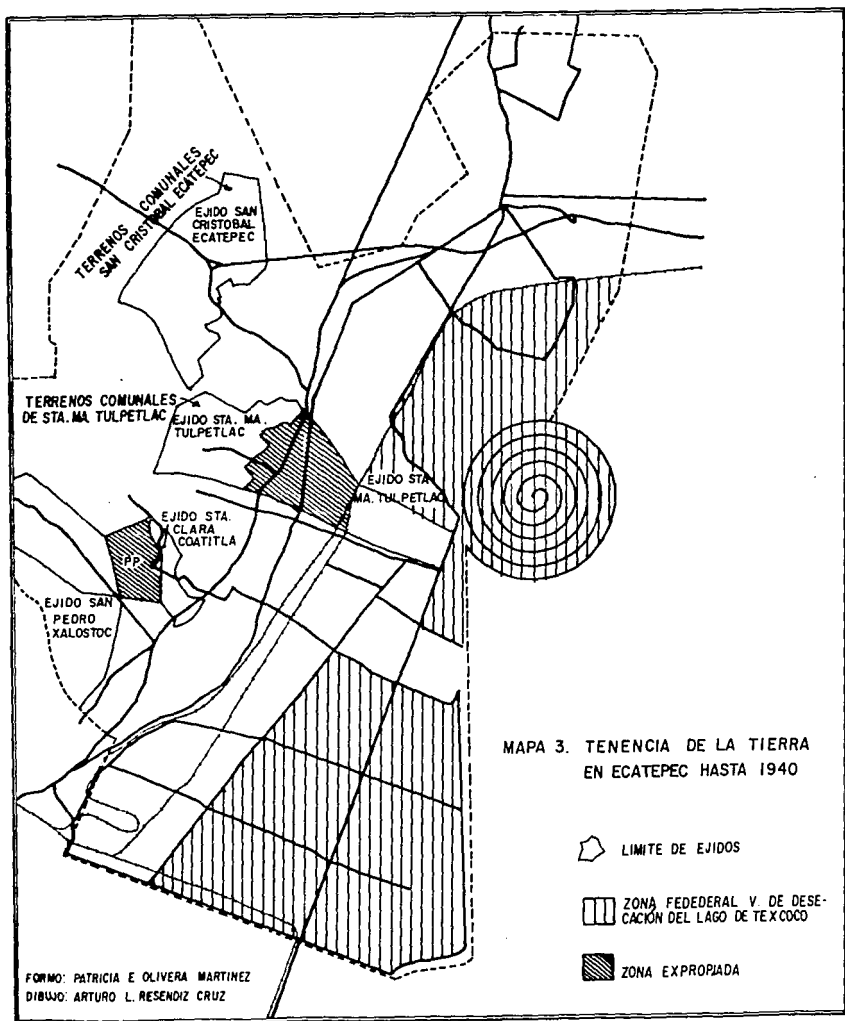 TERRENOS COMUNALES
SAN CRISTOBAL ECATEPEC
EJIDO SAN
CRISTOBAL
ECATEPEC
TERRENOS COMUNALES
DE STA. MA. TULPETLAC
EJIDO STA. MA.
TULPETLAC
EJIDO STA
MA. TULPETLAC
EJIDO STA.
CLARA
COATITLA
PP
EJIDO SAN
PEDRO
XALOSTOC
MAPA 3. TENENCIA DE LA TIERRA
EN ECATEPEC HASTA 1940
LIMITE DE EJIDOS
ZONA FEDEDERAL V. DE DESE-
CACIÓN DEL LAGO DE TEXCOCO
ZONA EXPROPIADA
FORMO: PATRICIA E OLIVERA MARTINEZ
DIBUJO: ARTURO L. RESENDIZ CRUZ